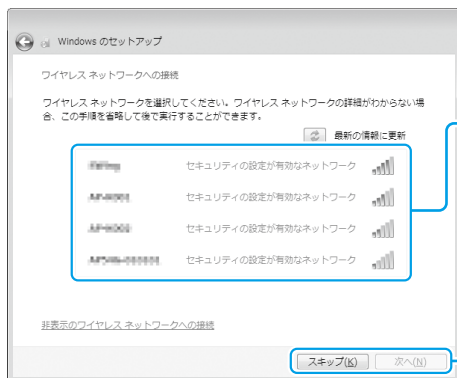 Windows のセットアップ
ワイヤレス ネットワークへの接続
ワイヤレス ネットワークを選択してください。ワイヤレス ネットワークの詳細がわからない場
合、この手順を省略して後で実行することができます。
最新の情報に更新
セキュリティの設定が有効なネットワーク
セキュリティの設定が有効なネットワーク
セキュリティの設定が有効なネットワーク
セキュリティの設定が有効なネットワーク
非表示のワイヤレス ネットワークへの接続
スキップ(K) 次へ(N)